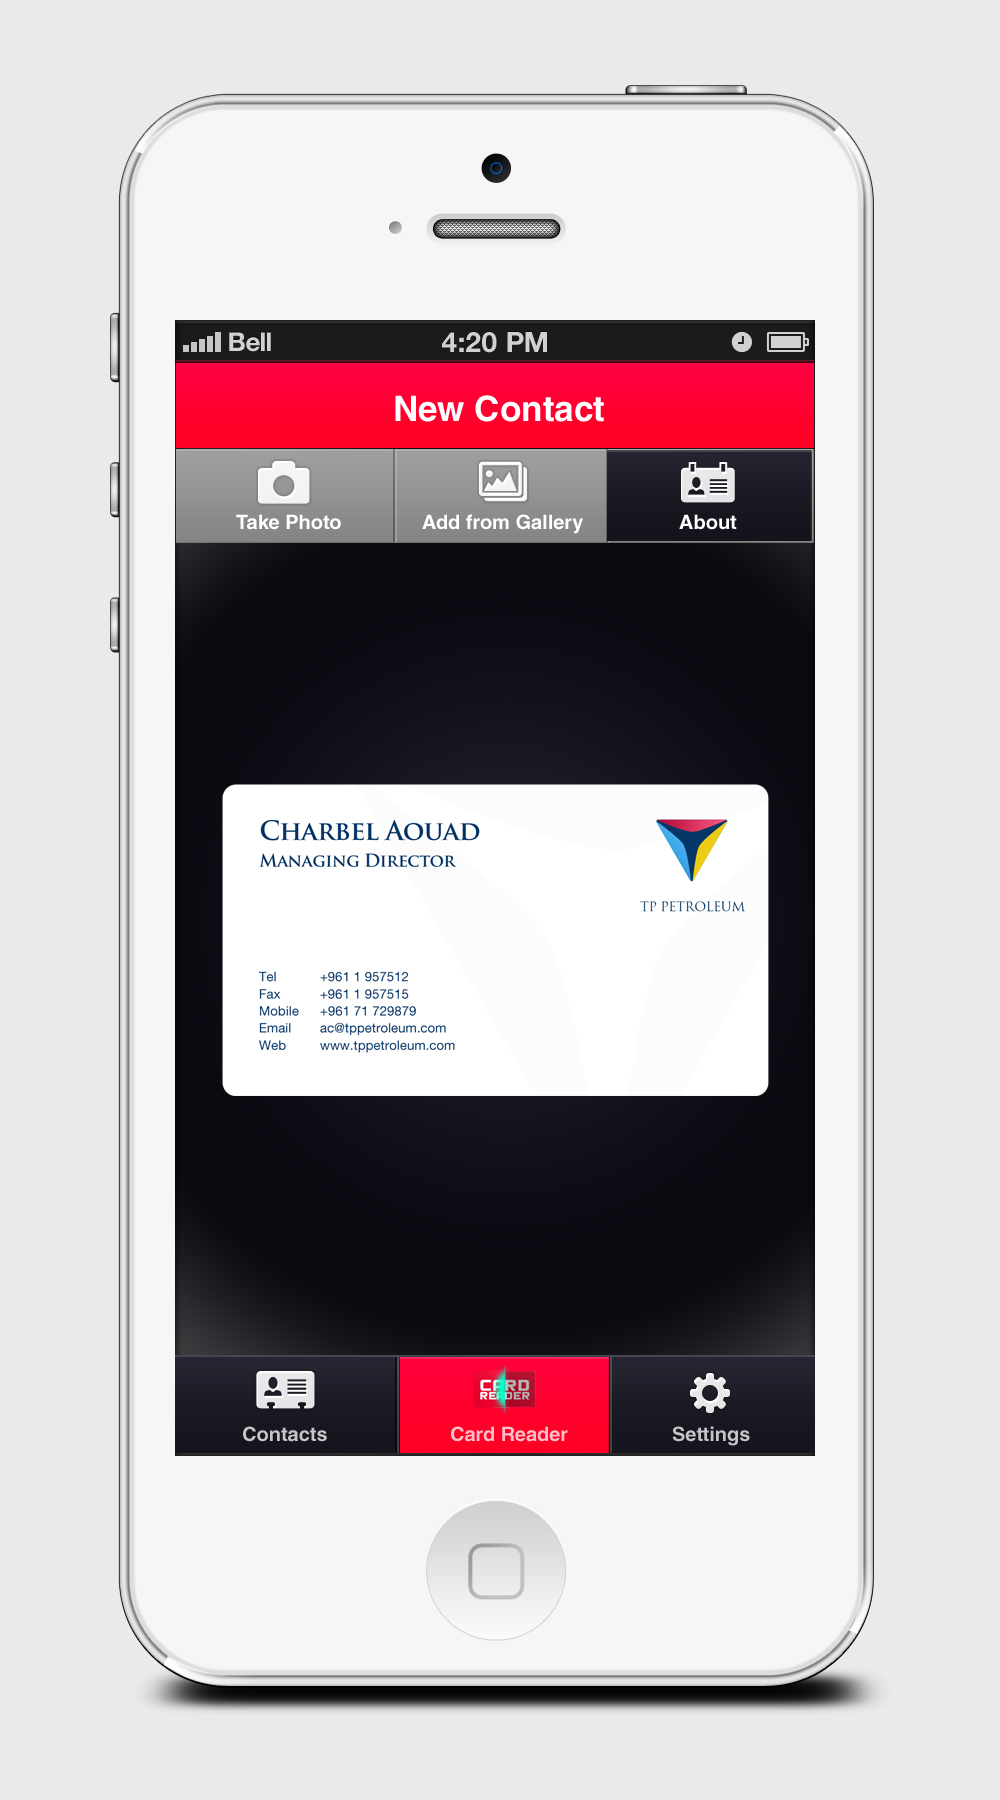 Bell 4:20 PM
New Contact
Take Photo Add from Gallery About
CHARBEL AOUAD
MANAGING DIRECTOR
TP PETROLEUM
Tel +961 1 957512
Fax +961 1 957515
Mobile +961 71 729879
Email ac@tppetroleum.com
Web www.tppetroleum.com
CARD
READER
Contacts Card Reader Settings